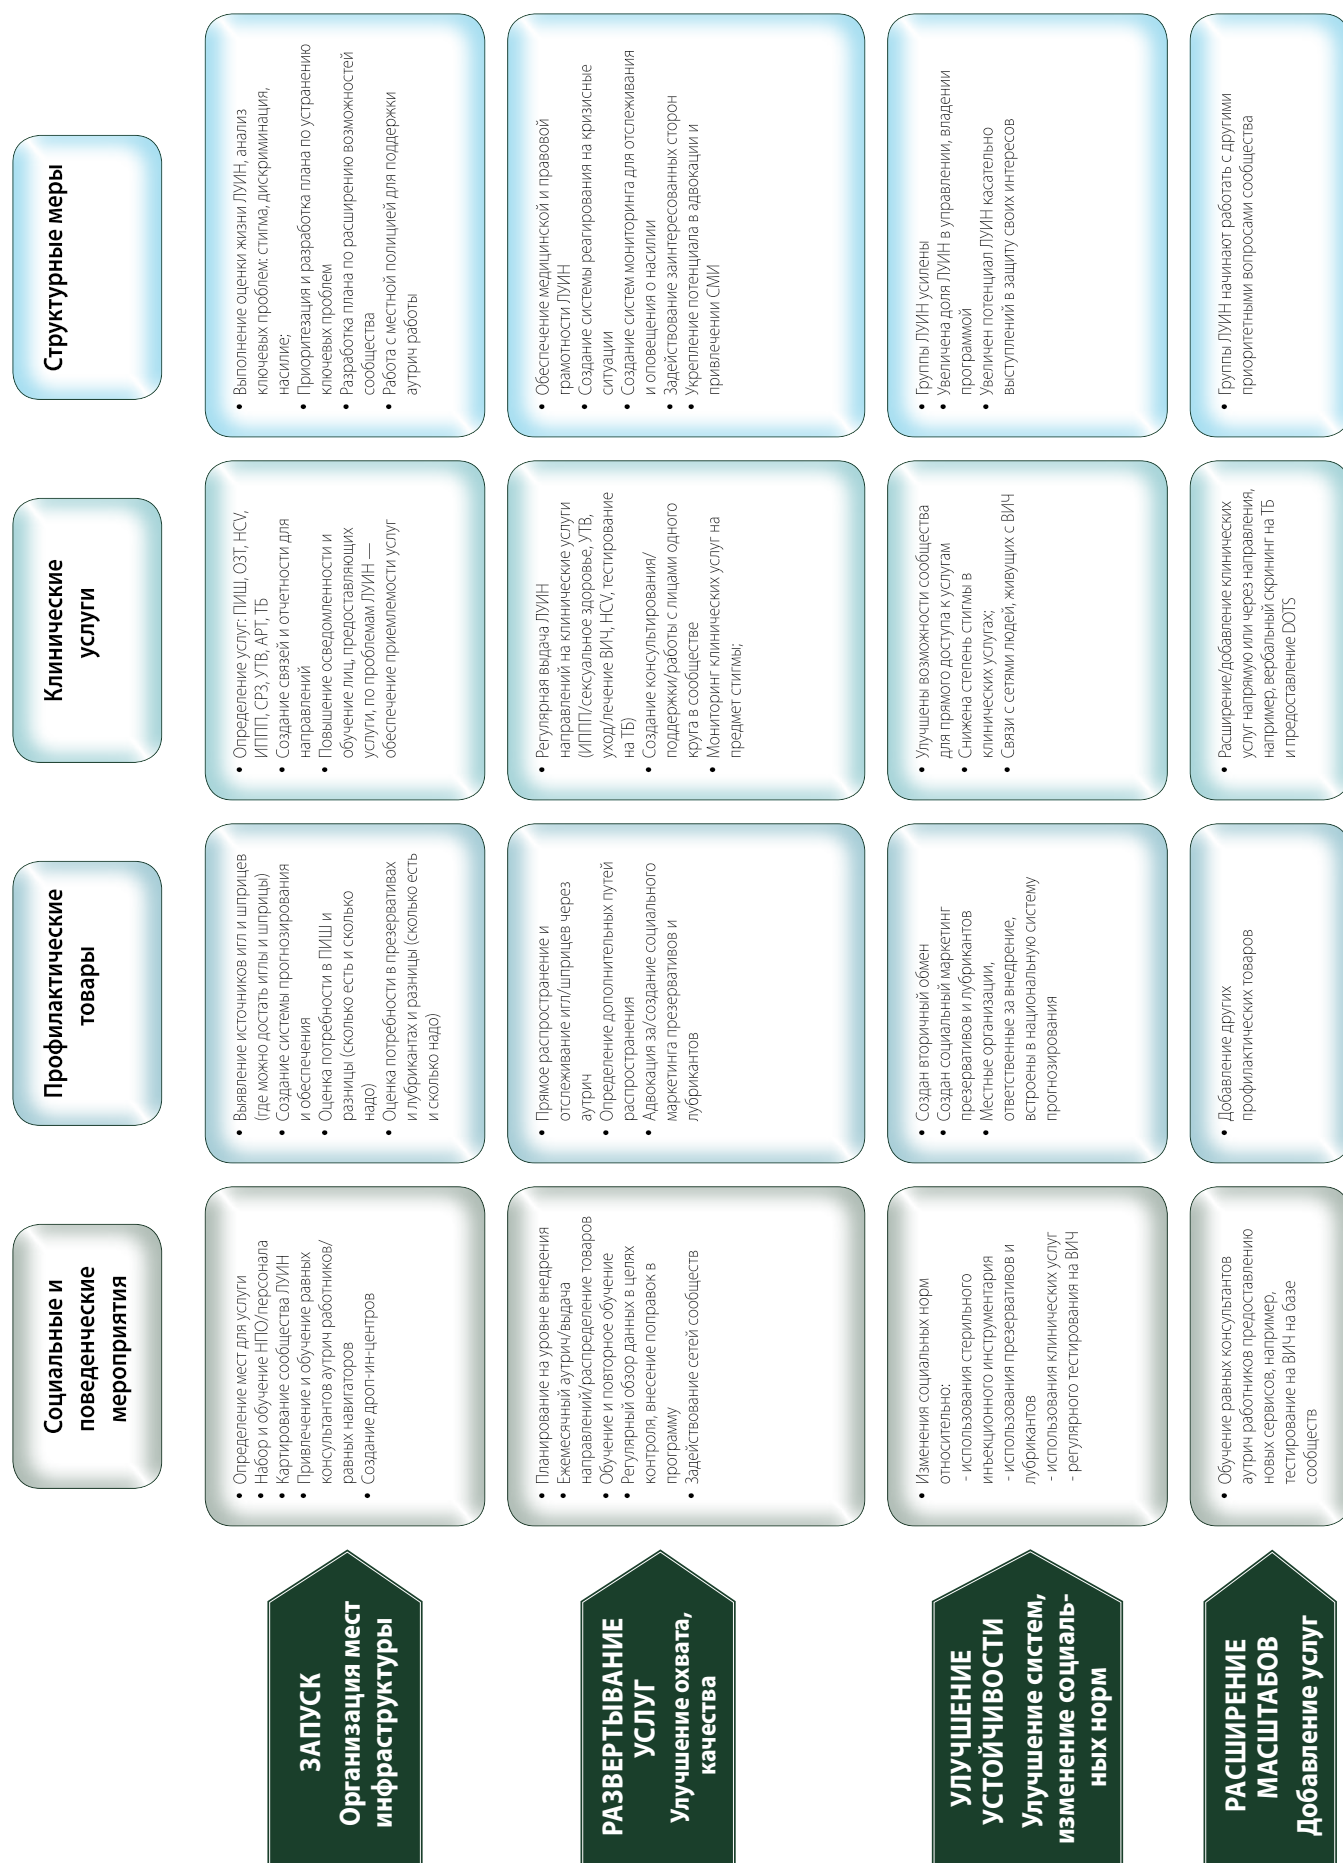 Социальные и
поведенческие
мероприятия
Профилактические
товары
Клинические
услуги
Структурные меры
ЗАПУСК
Организация мест
инфраструктуры
• Определение мест для услуги
• Набор и обучение НПО/персонала
• Картирование сообщества ЛУИН
• Привлечение и обучение равных
консультантов аутрич работников/
равных навигаторов
• Создание дроп-ин-центров
• Выявление источников игл и шприцев
(где можно достать иглы и шприцы)
• Создание системы прогнозирования
и обеспечения
• Оценка потребности в ПИШ и
разницы (сколько есть и сколько
надо)
• Оценка потребности в презервативах
и лубрикантах и разницы (сколько есть
и сколько надо)
• Определение услуг: ПИШ, ОЗТ, HCV,
ИППП, СРЗ, УТВ, АРТ, ТБ
• Создание связей и отчетности для
направлений
• Повышение осведомленности и
обучение лиц, предоставляющих
услуги, по проблемам ЛУИН —
обеспечение приемлемости услуг
• Выполнение оценки жизни ЛУИН, анализ
ключевых проблем: стигма, дискриминация,
насилие;
• Приоритезация и разработка плана по устранению
ключевых проблем
• Разработка плана по расширению возможностей
сообщества
• Работа с местной полицией для поддержки
аутрич работы
РАЗВЕРТЫВАНИЕ
УСЛУГ
Улучшение охвата,
качества
• Планирование на уровне внедрения
• Ежемесячный аутрич/выдача
направлений/распределение товаров
• Обучение и повторное обучение
• Регулярный обзор данных в целях
контроля, внесение поправок в
программу
• Задействование сетей сообществ
• Прямое распространение и
отслеживание игл/шприцев через
аутрич
• Определение дополнительных путей
распространения
• Адвокация за/создание социального
маркетинга презервативов и
лубрикантов
• Регулярная выдача ЛУИН
направлений на клинические услуги
(ИППП/сексуальное здоровье, УТВ,
уход/лечение ВИЧ, HCV, тестирование
на ТБ)
• Создание консультирования/
поддержки/работы с лицами одного
круга в сообществе
• Мониторинг клинических услуг на
предмет стигмы;
• Обеспечение медицинской и правовой
грамотности ЛУИН
• Создание системы реагирования на кризисные
ситуации
• Создание систем мониторинга для отслеживания
и оповещения о насилии
• Задействование заинтересованных сторон
• Укрепление потенциала в адвокации и
привлечении СМИ
УЛУЧШЕНИЕ
УСТОЙЧИВОСТИ
Улучшение систем,
изменение социаль-
ных норм
• Изменения социальных норм
относительно:
- использования стерильного
инъекционного инструментария
- использования презервативов и
лубрикантов
- использования клинических услуг
- регулярного тестирования на ВИЧ
• Создан вторичный обмен
• Создан социальный маркетинг
презервативов и лубрикантов
• Местные организации,
ответственные за внедрение,
встроены в национальную систему
прогнозирования
• Улучшены возможности сообщества
для прямого доступа к услугам
• Снижена степень стигмы в
клинических услугах;
• Связи с сетями людей, живущих с ВИЧ
• Группы ЛУИН усилены
• Увеличена доля ЛУИН в управлении, владении
программой
• Увеличен потенциал ЛУИН касательно
выступлений в защиту своих интересов
РАСШИРЕНИЕ
МАСШТАБОВ
Добавление услуг
• Обучение равных консультантов
аутрич работников предоставлению
новых сервисов, например,
тестирование на ВИЧ на базе
сообществ
• Добавление других
профилактических товаров
• Расширение/добавление клинических
услуг напрямую или через направления,
например, вербальный скрининг на ТБ
и предоставление DOTS
• Группы ЛУИН начинают работать с другими
приоритетными вопросами сообщества